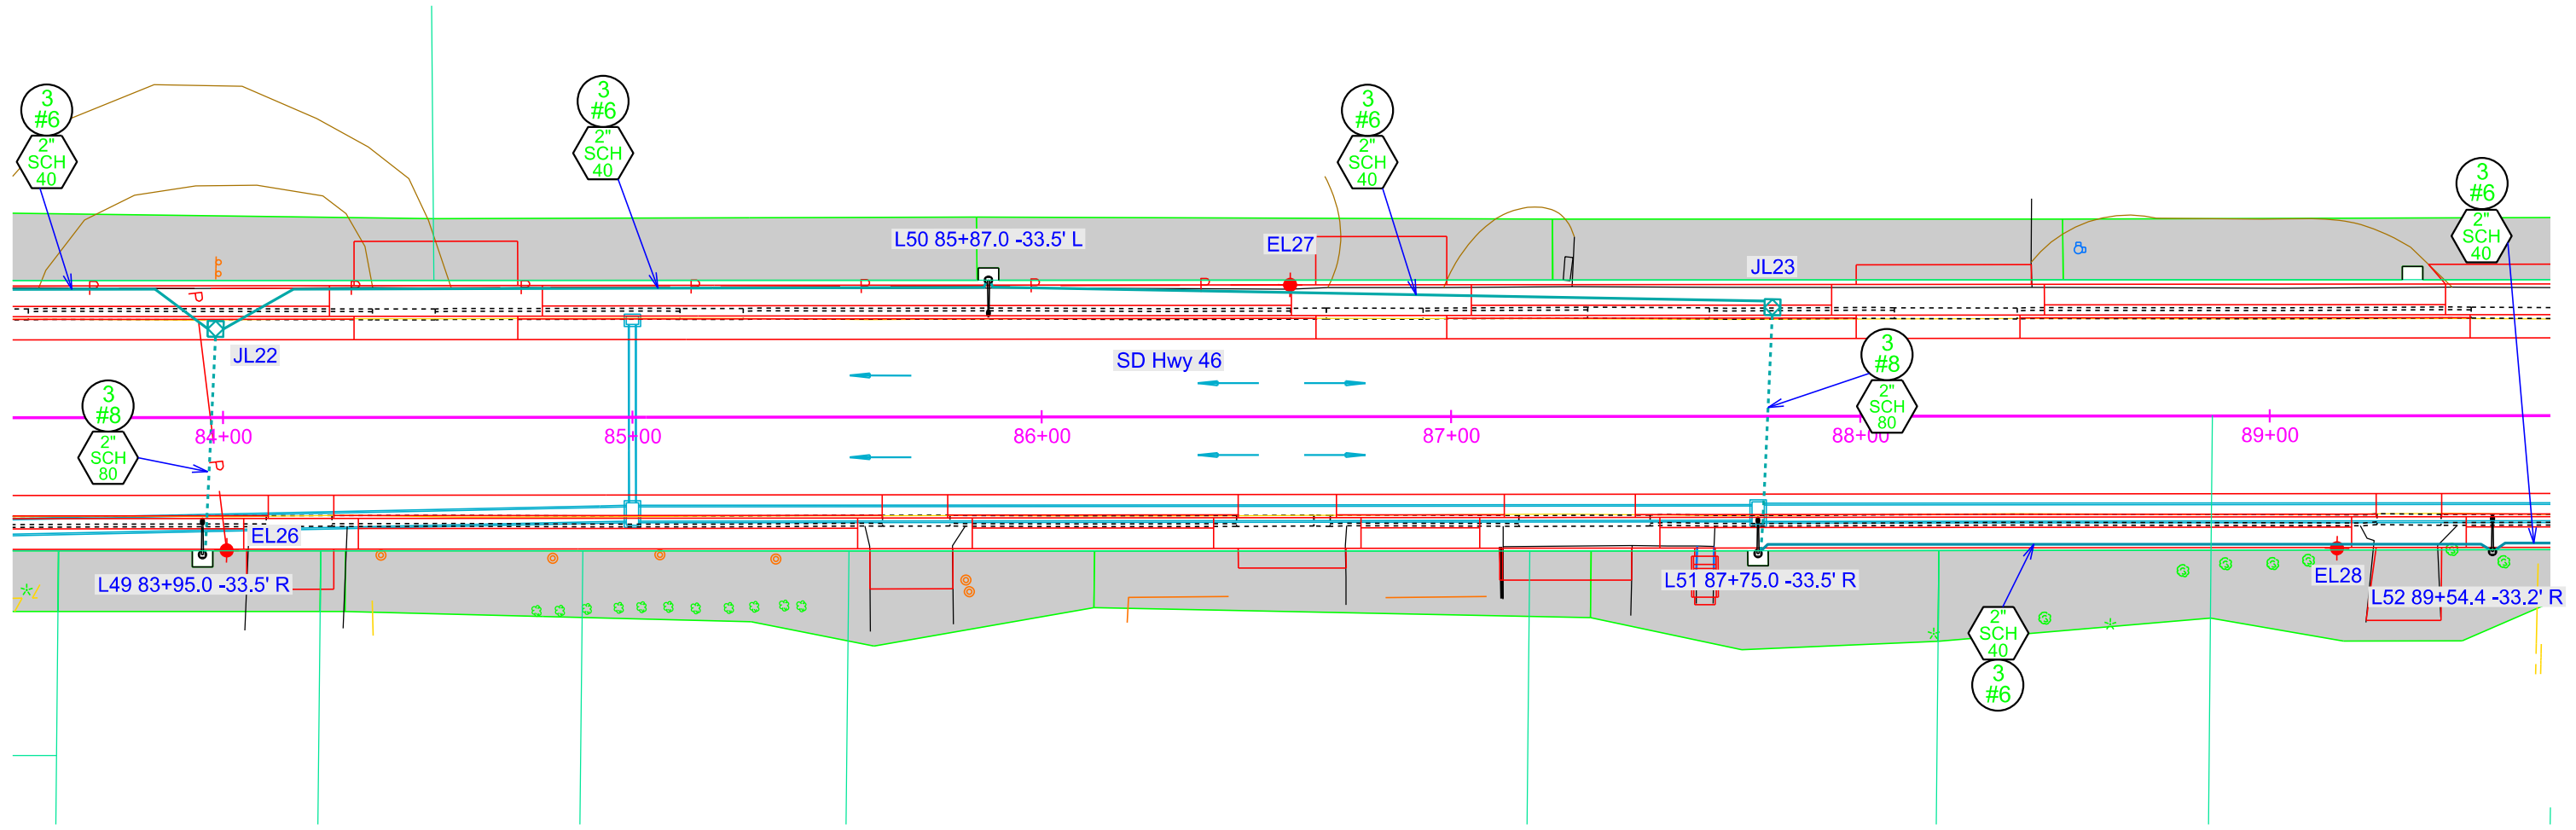 3
#6
2"
SCH
40
3
#6
2"
SCH
40
3
#6
2"
SCH
40
3
#6
2"
SCH
40
L50 85+87.0 -33.5' L
EL27
JL23
P
P
P
P
P
P
P
P
JL22
SD Hwy 46
3
#8
2"
SCH
80
3
#8
2"
SCH
80
84+00
85+00
86+00
87+00
88+00
89+00
P
EL26
L49 83+95.0 -33.5' R
L51 87+75.0 -33.5' R
EL28
L52 89+54.4 -33.2' R
2"
SCH
40
3
#6